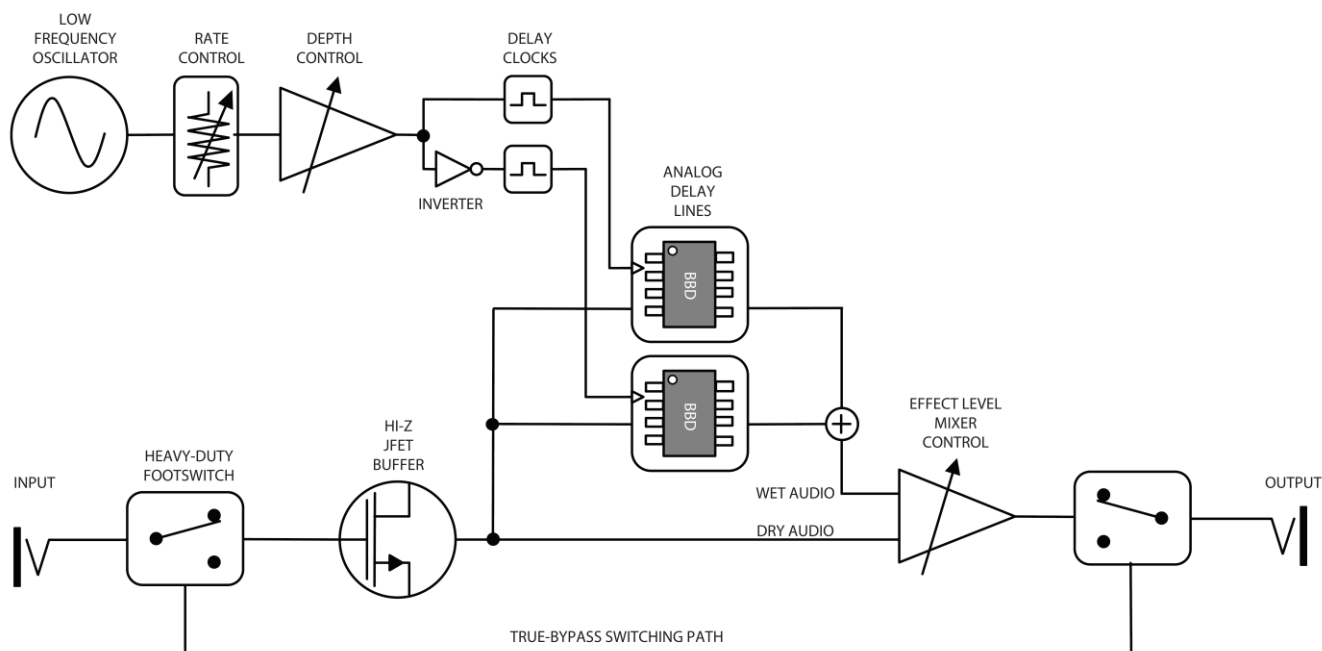 LOW
FREQUENCY
OSCILLATOR
RATE
CONTROL
DEPTH
CONTROL
DELAY
CLOCKS
INVERTER
ANALOG
DELAY
LINES
BBD
BBD
HI-Z
JFET
BUFFER
EFFECT LEVEL
MIXER
CONTROL
HEAVY-DUTY
FOOTSWITCH
INPUT
WET AUDIO
DRY AUDIO
OUTPUT
TRUE-BYPASS SWITCHING PATH